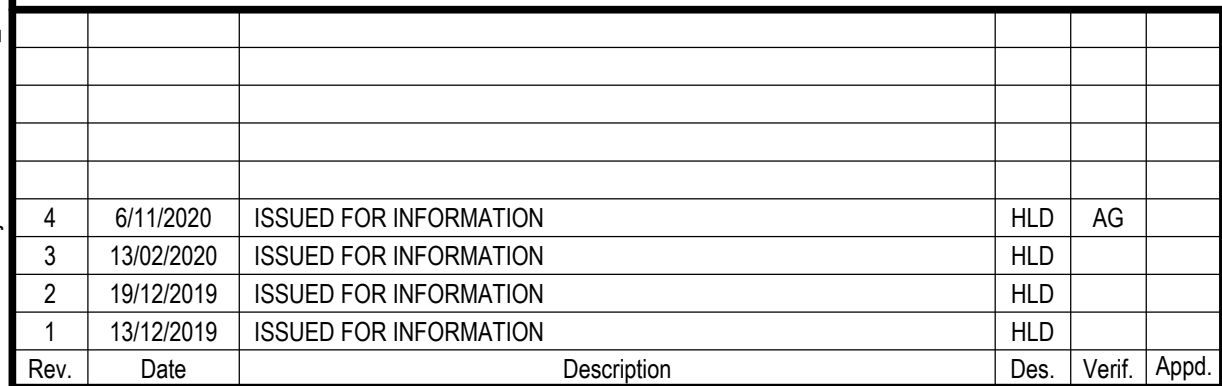 4 6/11/2020 ISSUED FOR INFORMATION HLD AG
3 13/02/2020 ISSUED FOR INFORMATION HLD
2 19/12/2019 ISSUED FOR INFORMATION HLD
1 13/12/2019 ISSUED FOR INFORMATION HLD
Rev. Date Description Des. Verif. Appd.